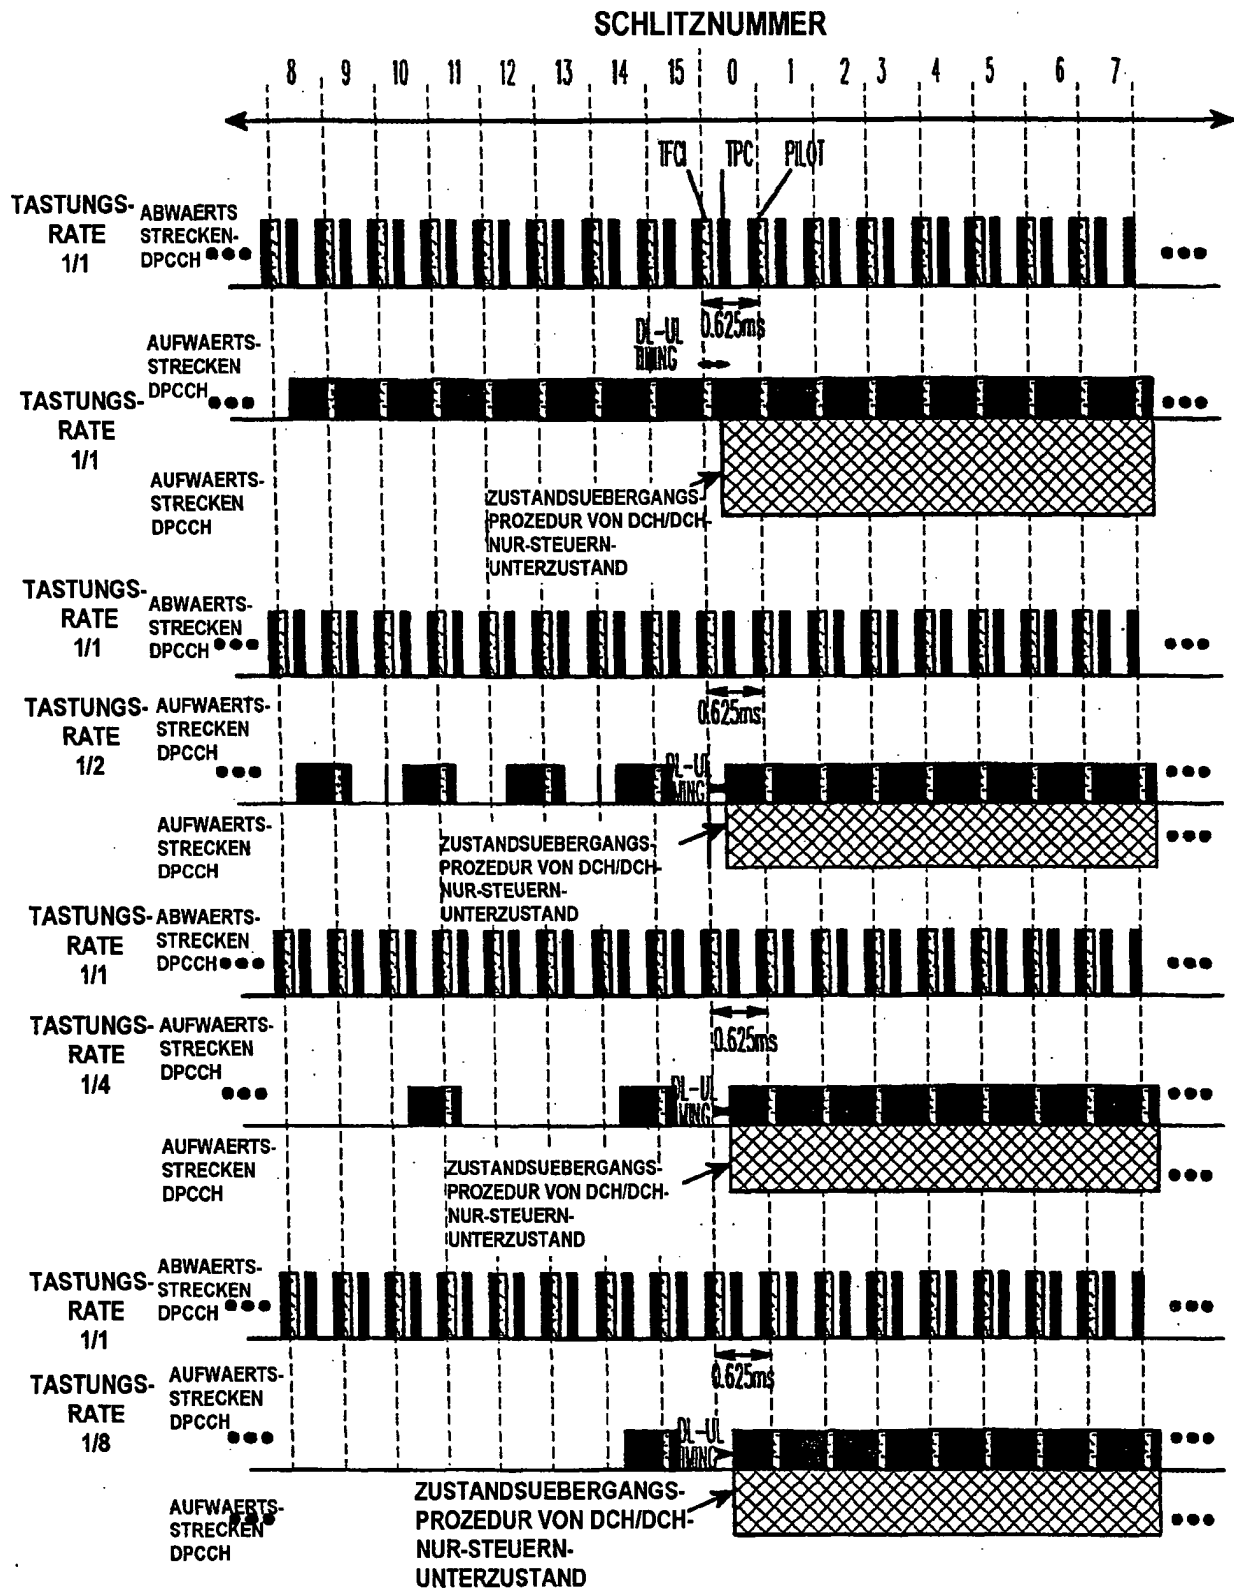 SCHLITZNUMMER
8 9 10 11 12 13 14 15 0 1 2 3 4 5 6 7
TFCI TPC PILOT
TASTUNGS-
RATE
1/1
ABWAERTS
STRECKEN-
DPCCH
0.625ms
DL-UL
TIMING
AUFWAERTS-
STRECKEN
DPCCH
TASTUNGS-
RATE
1/1
AUFWAERTS-
STRECKEN
DPCCH
ZUSTANDSUEBERGANGS-
PROZEDUR VON DCH/DCH-
NUR-STEUERN-
UNTERZUSTAND
TASTUNGS-
RATE
1/1
ABWAERTS-
STRECKEN
DPCCH
0.625ms
TASTUNGS-
RATE
1/2
AUFWAERTS-
STRECKEN
DPCCH
DL-UL
MING
AUFWAERTS-
STRECKEN
DPCCH
ZUSTANDSUEBERGANGS-
PROZEDUR VON DCH/DCH-
NUR-STEUERN-
UNTERZUSTAND
TASTUNGS-
RATE
1/1
ABWAERTS-
STRECKEN
DPCCH
0.625ms
TASTUNGS-
RATE
1/4
AUFWAERTS-
STRECKEN
DPCCH
DL-UL
MING
AUFWAERTS-
STRECKEN
DPCCH
ZUSTANDSUEBERGANGS-
PROZEDUR VON DCH/DCH-
NUR-STEUERN-
UNTERZUSTAND
TASTUNGS-
RATE
1/1
ABWAERTS-
STRECKEN
DPCCH
0.625ms
TASTUNGS-
RATE
1/8
AUFWAERTS-
STRECKEN
DPCCH
DL-UL
IMING
AUFWAERTS-
STRECKEN
DPCCH
ZUSTANDSUEBERGANGS-
PROZEDUR VON DCH/DCH-
NUR-STEUERN-
UNTERZUSTAND